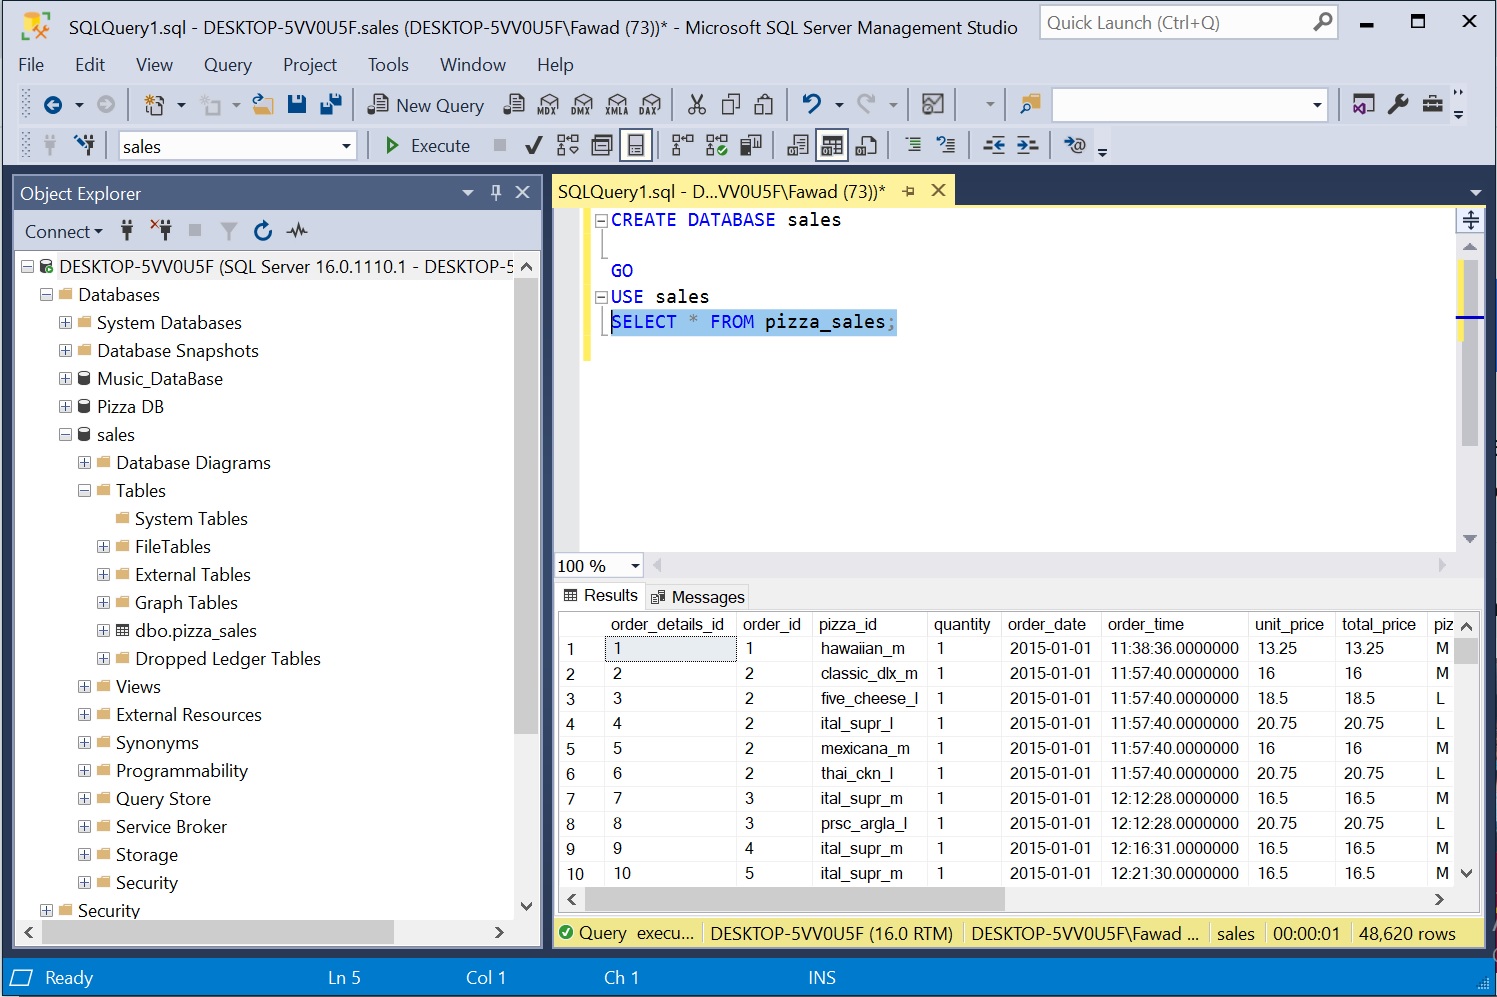 SQLQuery1.sql - DESKTOP-5VV0U5F.sales (DESKTOP-5VV0U5F\Fawad (73))* - Microsoft SQL Server Management Studio
Quick Launch (Ctrl+Q)
File Edit View Query Project Tools Window Help
New Query MDX DMX XMLA DAX
sales Execute
Object Explorer
Connect
DESKTOP-5VV0U5F (SQL Server 16.0.1110.1 - DESKTOP-5
Databases
System Databases
Database Snapshots
Music_DataBase
Pizza DB
sales
Database Diagrams
Tables
System Tables
FileTables
External Tables
Graph Tables
dbo.pizza_sales
Dropped Ledger Tables
Views
External Resources
Synonyms
Programmability
Query Store
Service Broker
Storage
Security
Security
SQLQuery1.sql - D...VV0U5F\Fawad (73))*
CREATE DATABASE sales
GO
USE sales
SELECT * FROM pizza_sales;
100 %
Results Messages
order_details_id order_id pizza_id quantity order_date order_time unit_price total_price piz
1 1 1 hawaiian_m 1 2015-01-01 11:38:36.0000000 13.25 13.25 M
2 2 2 classic_dlx_m 1 2015-01-01 11:57:40.0000000 16 16 M
3 3 2 five_cheese_l 1 2015-01-01 11:57:40.0000000 18.5 18.5 L
4 4 2 ital_supr_l 1 2015-01-01 11:57:40.0000000 20.75 20.75 L
5 5 2 mexicana_m 1 2015-01-01 11:57:40.0000000 16 16 M
6 6 2 thai_ckn_l 1 2015-01-01 11:57:40.0000000 20.75 20.75 L
7 7 3 ital_supr_m 1 2015-01-01 12:12:28.0000000 16.5 16.5 M
8 8 3 prsc_argla_l 1 2015-01-01 12:12:28.0000000 20.75 20.75 L
9 9 4 ital_supr_m 1 2015-01-01 12:16:31.0000000 16.5 16.5 M
10 10 5 ital_supr_m 1 2015-01-01 12:21:30.0000000 16.5 16.5 M
Query execu... DESKTOP-5VV0U5F (16.0 RTM) DESKTOP-5VV0U5F\Fawad ... sales 00:00:01 48,620 rows
Ready Ln 5 Col 1 Ch 1 INS